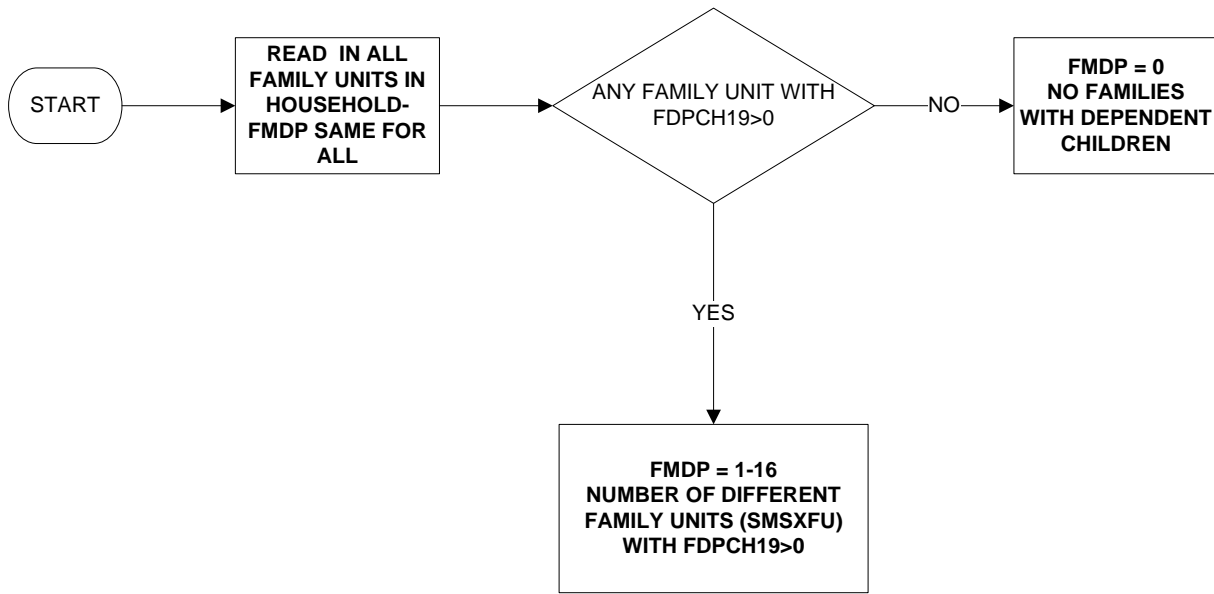 START
READ IN ALL
FAMILY UNITS IN
HOUSEHOLD-
FMDP SAME FOR
ALL
ANY FAMILY UNIT WITH
FDPCH19>0
NO
FMDP = 0
NO FAMILIES
WITH DEPENDENT
CHILDREN
YES
FMDP = 1-16
NUMBER OF DIFFERENT
FAMILY UNITS (SMSXFU)
WITH FDPCH19>0